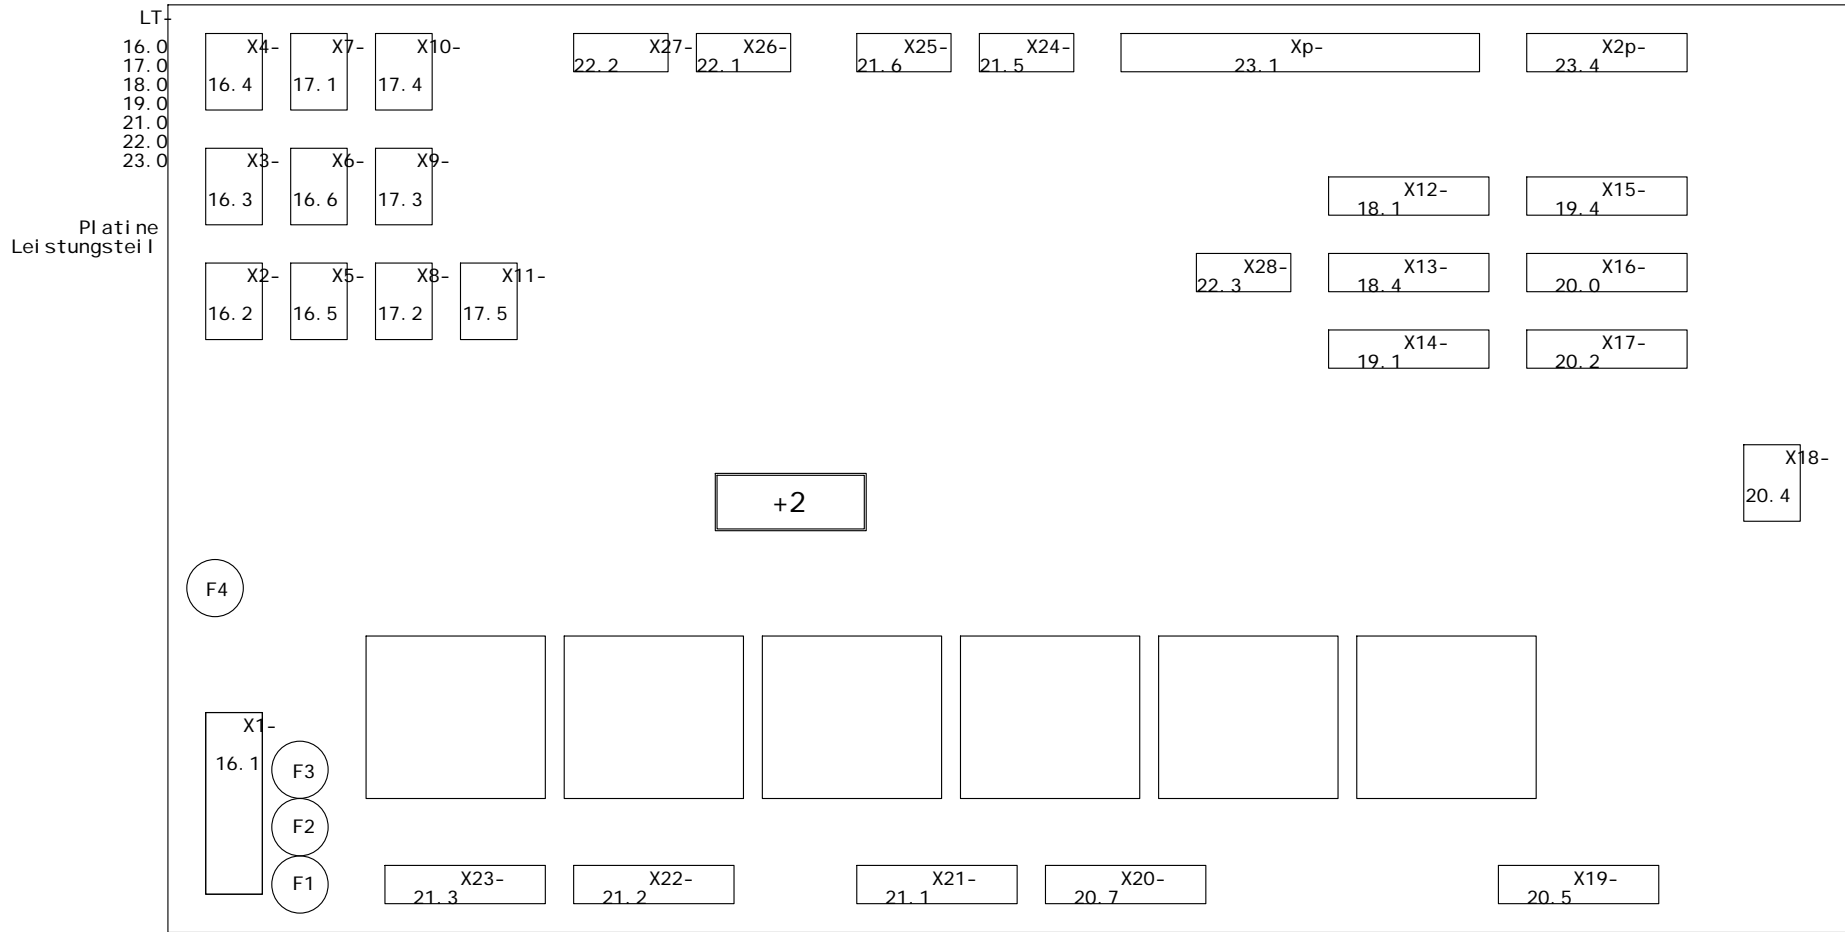 LT-
16.0
17.0
18.0
19.0
21.0
22.0
23.0
Platine
Leistungsteil
X4-
16.4
X7-
17.1
X10-
17.4
X27-
22.2
X26-
22.1
X25-
21.6
X24-
21.5
Xp-
23.1
X2p-
23.4
X3-
16.3
X6-
16.6
X9-
17.3
X12-
18.1
X15-
19.4
X2-
16.2
X5-
16.5
X8-
17.2
X11-
17.5
X28-
22.3
X13-
18.4
X16-
20.0
X14-
19.1
X17-
20.2
X18-
20.4
+2
F4
X1-
16.1
F3
F2
F1
X23-
21.3
X22-
21.2
X21-
21.1
X20-
20.7
X19-
20.5